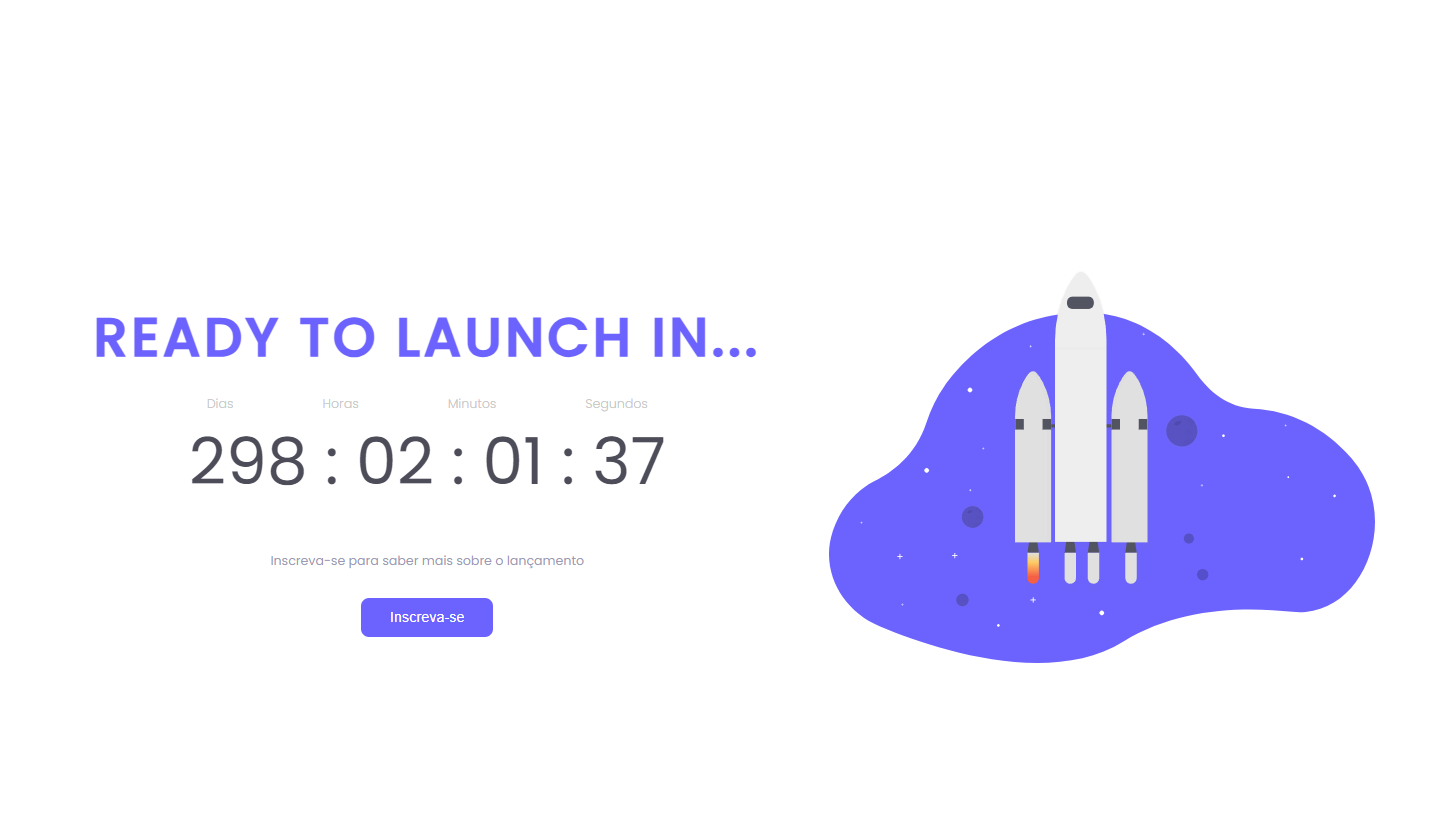 READY TO LAUNCH IN...
Dias Horas Minutos Segundos
298 : 02 : 01 : 37
Inscreva-se para saber mais sobre o lançamento
Inscreva-se